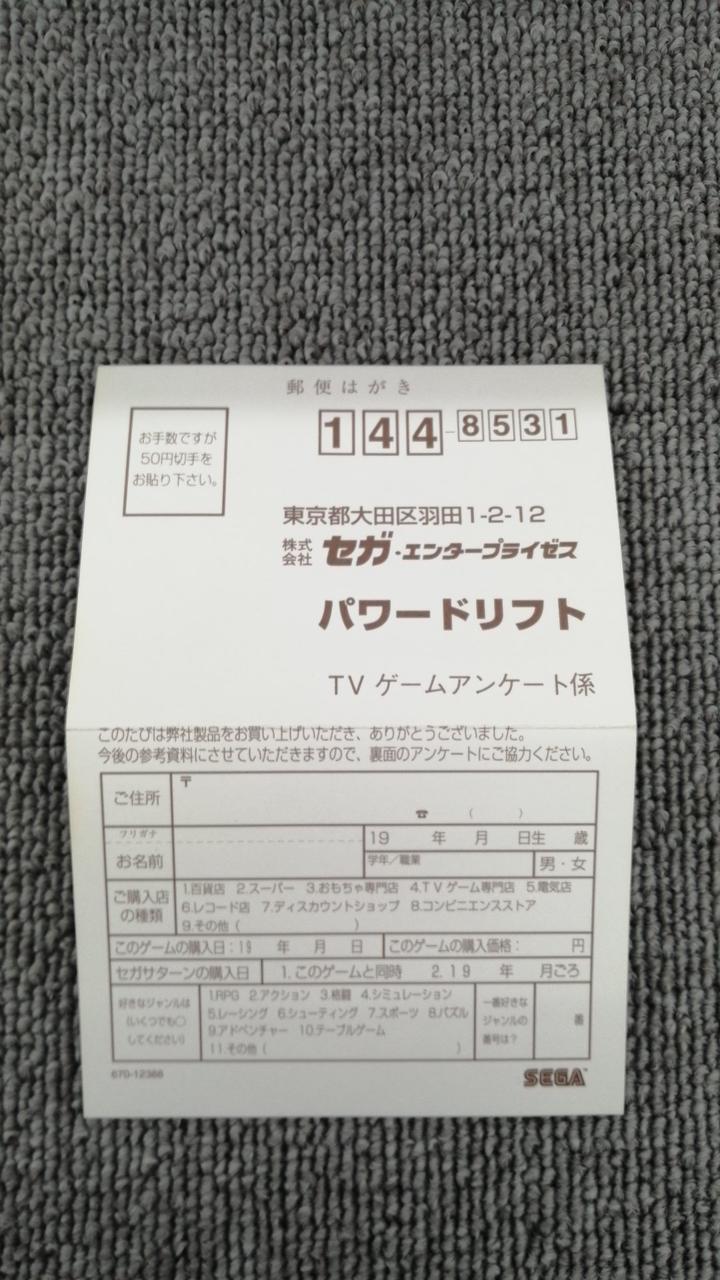 郵便はがき
お手数ですが
50円切手を
お貼り下さい。
144-8531
東京都大田区羽田1-2-12
株式会社 セガ・エンタープライゼス
パワードリフト
TV ゲームアンケート係
このたびは弊社製品をお買い上げいただき、ありがとうございました。
今後の参考資料にさせていただきますので、裏面のアンケートにご協力ください。
ご住所 〒
☎ ( )
フリガナ
お名前
19 年 月 日生 歳
学年/職業 男・女
ご購入店の種類
1.百貨店 2.スーパー 3.おもちゃ専門店 4.TVゲーム専門店 5.電気店
6.レコード店 7.ディスカウントショップ 8.コンビニエンスストア
9.その他 ( )
このゲームの購入日：19 年 月 日 このゲームの購入価格： 円
セガサターンの購入日 1.このゲームと同時 2.19 年 月ごろ
好きなジャンルは
(いくつでも○
してください)
1.RPG 2.アクション 3.格闘 4.シミュレーション
5.レーシング 6.シューティング 7.スポーツ 8.パズル
9.アドベンチャー 10.テーブルゲーム
11.その他 ( )
一番好きな
ジャンルの
番号は？
番
670-12366
SEGA™